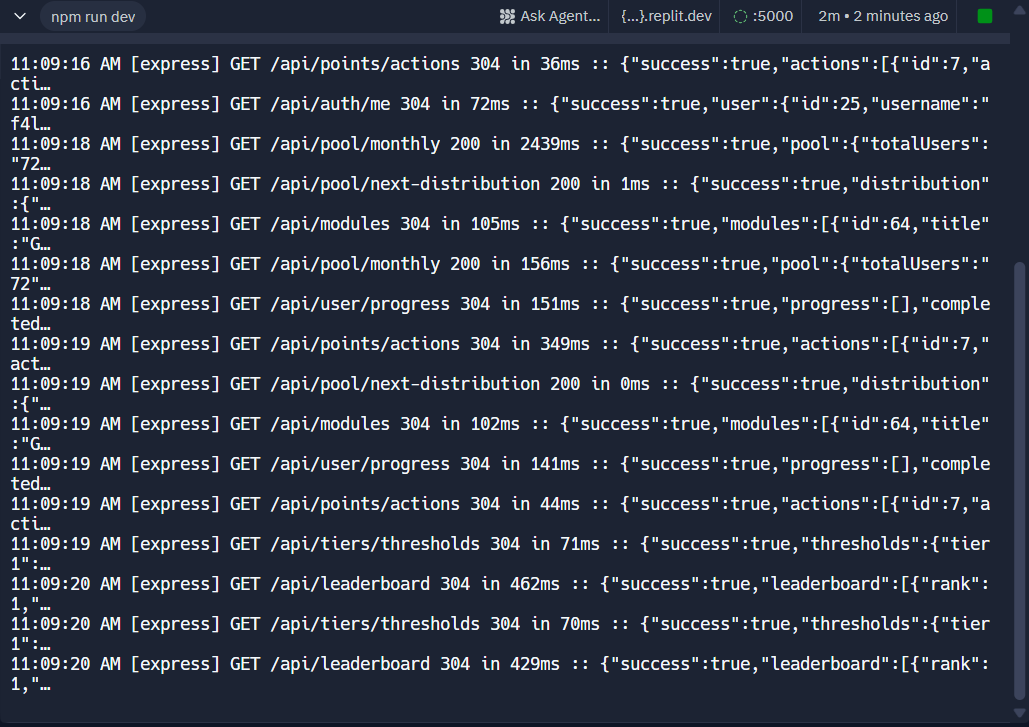 npm run dev
Ask Agent... {...}.replit.dev :5000 2m • 2 minutes ago
11:09:16 AM [express] GET /api/points/actions 304 in 36ms :: {"success":true,"actions":[{"id":7,"a
cti…
11:09:16 AM [express] GET /api/auth/me 304 in 72ms :: {"success":true,"user":{"id":25,"username":"
f4l…
11:09:18 AM [express] GET /api/pool/monthly 200 in 2439ms :: {"success":true,"pool":{"totalUsers":
"72…
11:09:18 AM [express] GET /api/pool/next-distribution 200 in 1ms :: {"success":true,"distribution"
:{"…
11:09:18 AM [express] GET /api/modules 304 in 105ms :: {"success":true,"modules":[{"id":64,"title"
:"G…
11:09:18 AM [express] GET /api/pool/monthly 200 in 156ms :: {"success":true,"pool":{"totalUsers":"
72"…
11:09:18 AM [express] GET /api/user/progress 304 in 151ms :: {"success":true,"progress":[],"comple
ted…
11:09:19 AM [express] GET /api/points/actions 304 in 349ms :: {"success":true,"actions":[{"id":7,"
act…
11:09:19 AM [express] GET /api/pool/next-distribution 200 in 0ms :: {"success":true,"distribution"
:{"…
11:09:19 AM [express] GET /api/modules 304 in 102ms :: {"success":true,"modules":[{"id":64,"title"
:"G…
11:09:19 AM [express] GET /api/user/progress 304 in 141ms :: {"success":true,"progress":[],"comple
ted…
11:09:19 AM [express] GET /api/points/actions 304 in 44ms :: {"success":true,"actions":[{"id":7,"a
cti…
11:09:19 AM [express] GET /api/tiers/thresholds 304 in 71ms :: {"success":true,"thresholds":{"tier
1":…
11:09:20 AM [express] GET /api/leaderboard 304 in 462ms :: {"success":true,"leaderboard":[{"rank":
1,"…
11:09:20 AM [express] GET /api/tiers/thresholds 304 in 70ms :: {"success":true,"thresholds":{"tier
1":…
11:09:20 AM [express] GET /api/leaderboard 304 in 429ms :: {"success":true,"leaderboard":[{"rank":
1,"…